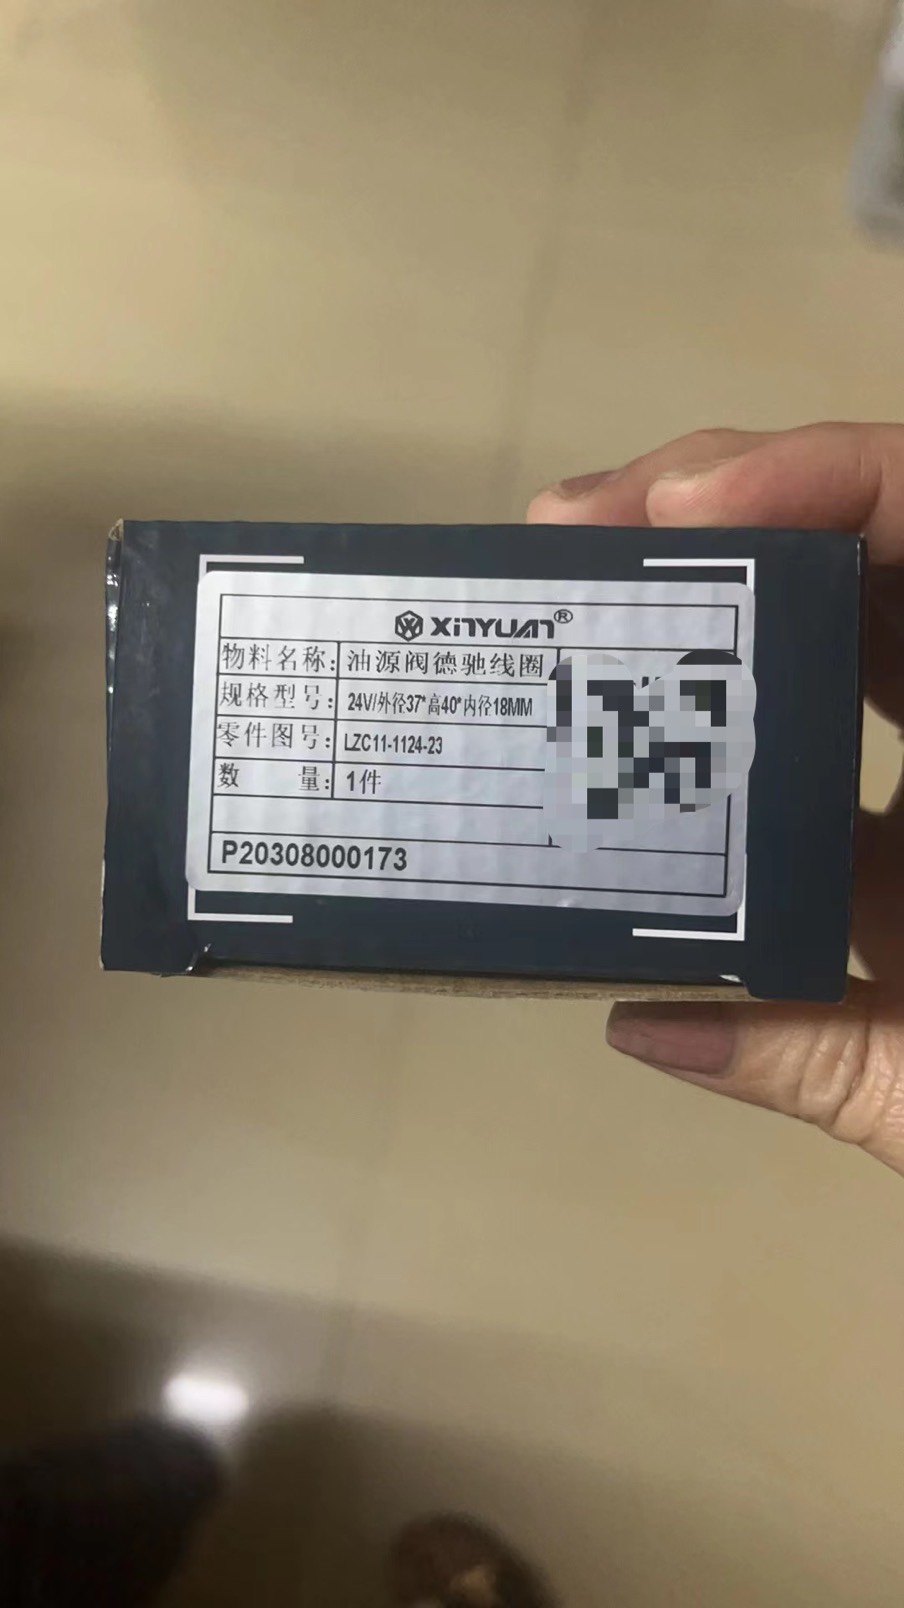 XINYUAN®
物料名称: 油源阀德驰线圈
规格型号: 24V/外径37*高40*内径18MM
零件图号: LZC11-1124-23
数 量: 1件
P20308000173